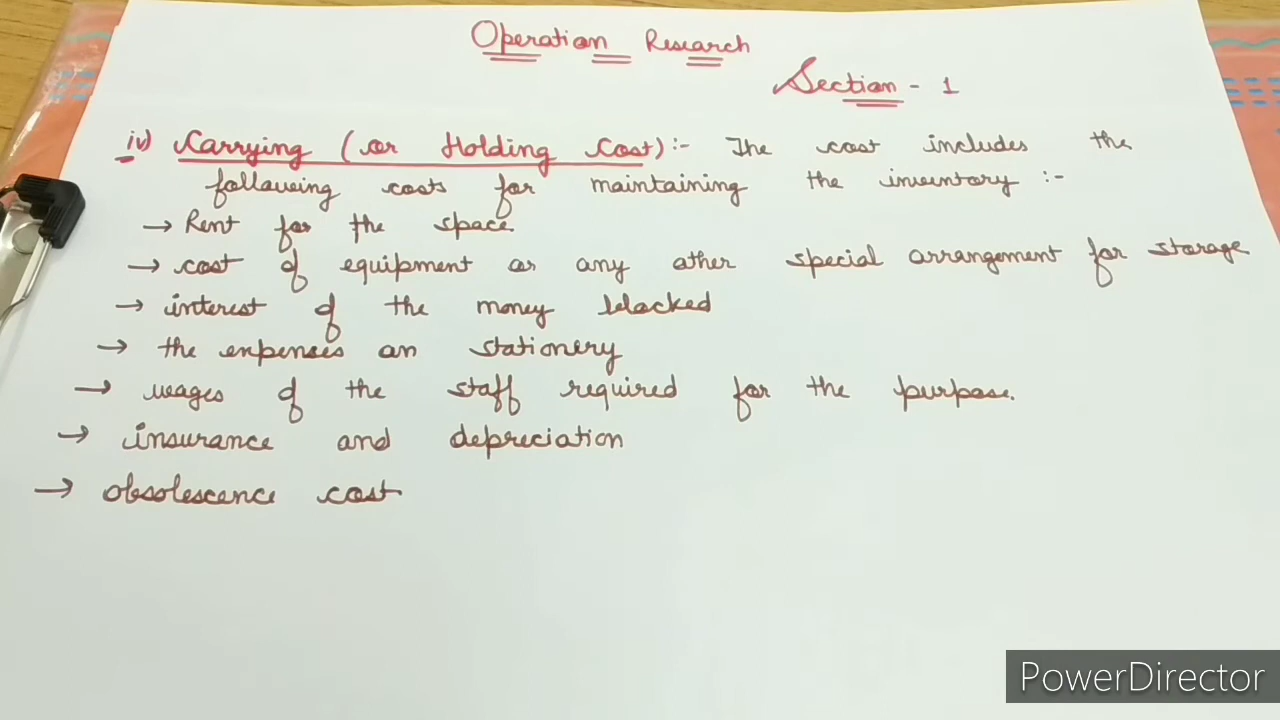 Operation Research
Section - 1
iv) Carrying (or Holding Cost) :- The cost includes the
following costs for maintaining the inventory :-
→ Rent for the space.
→ cost of equipment or any other special arrangement for storage
→ interest of the money blocked
→ the expenses on stationery
→ wages of the staff required for the purpose.
→ insurance and depreciation
→ obsolescence cost
PowerDirector